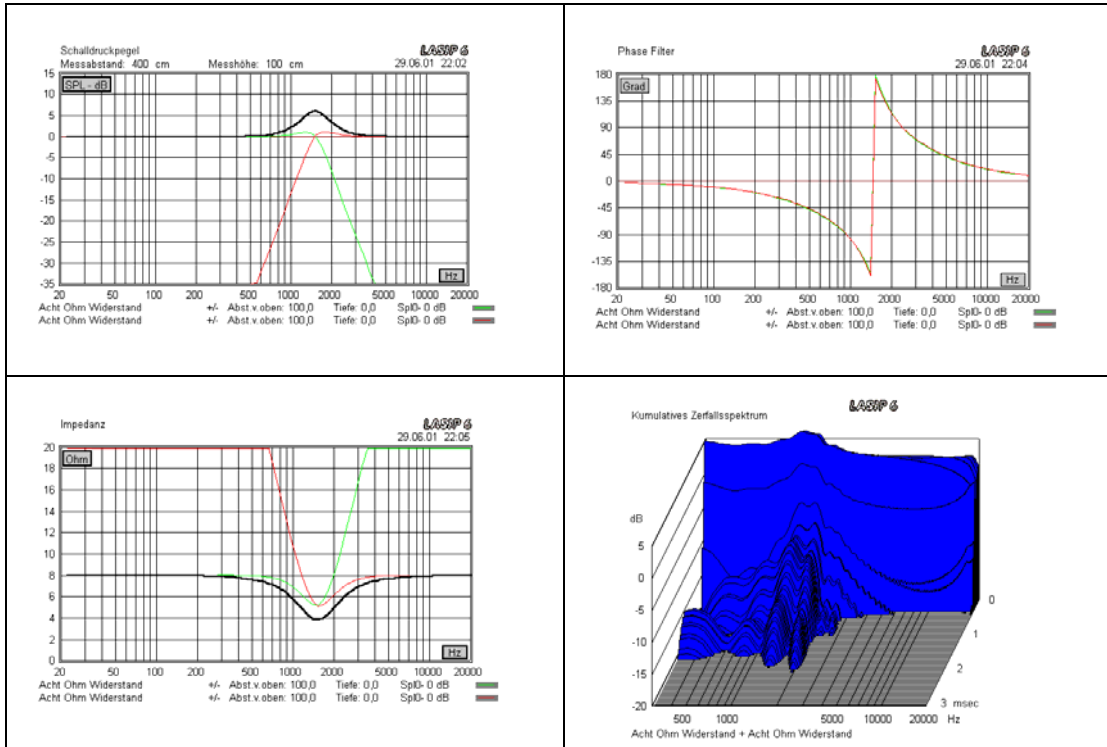 Schalldruckpegel
LASIP 6
Messabstand: 400 cm Messhöhe: 100 cm 29.06.01 22:02
15
SPL - dB
10
5
0
-5
-10
-15
-20
-25
-30
-35
Hz
20 50 100 200 500 1000 2000 5000 10000 20000
Acht Ohm Widerstand +/- Abst.v.oben: 100,0 Tiefe: 0,0 Spl0- 0 dB
Acht Ohm Widerstand +/- Abst.v.oben: 100,0 Tiefe: 0,0 Spl0- 0 dB
Phase Filter
LASIP 6
29.06.01 22:04
180
Grad
135
90
45
0
-45
-90
-135
-180
Hz
20 50 100 200 500 1000 2000 5000 10000 20000
Acht Ohm Widerstand +/- Abst.v.oben: 100,0 Tiefe: 0,0 Spl0- 0 dB
Acht Ohm Widerstand +/- Abst.v.oben: 100,0 Tiefe: 0,0 Spl0- 0 dB
Impedanz
LASIP 6
29.06.01 22:05
20
Ohm
18
16
14
12
10
8
6
4
2
0
Hz
20 50 100 200 500 1000 2000 5000 10000 20000
Acht Ohm Widerstand +/- Abst.v.oben: 100,0 Tiefe: 0,0 Spl0- 0 dB
Acht Ohm Widerstand +/- Abst.v.oben: 100,0 Tiefe: 0,0 Spl0- 0 dB
LASIP 6
Kumulatives Zerfallsspektrum
dB
5
0
-5
-10
-15
-20
0
1
2
3 msec
500 1000 5000 10000 20000 Hz
Acht Ohm Widerstand + Acht Ohm Widerstand